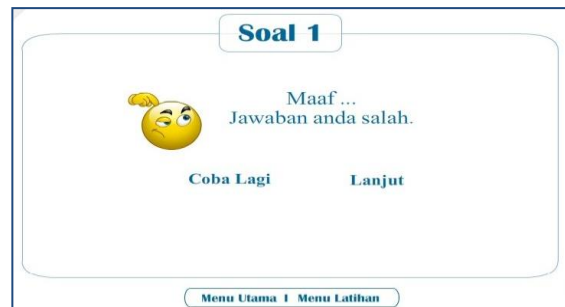 Soal 1
Maaf ...
Jawaban anda salah.
Coba Lagi Lanjut
Menu Utama I Menu Latihan